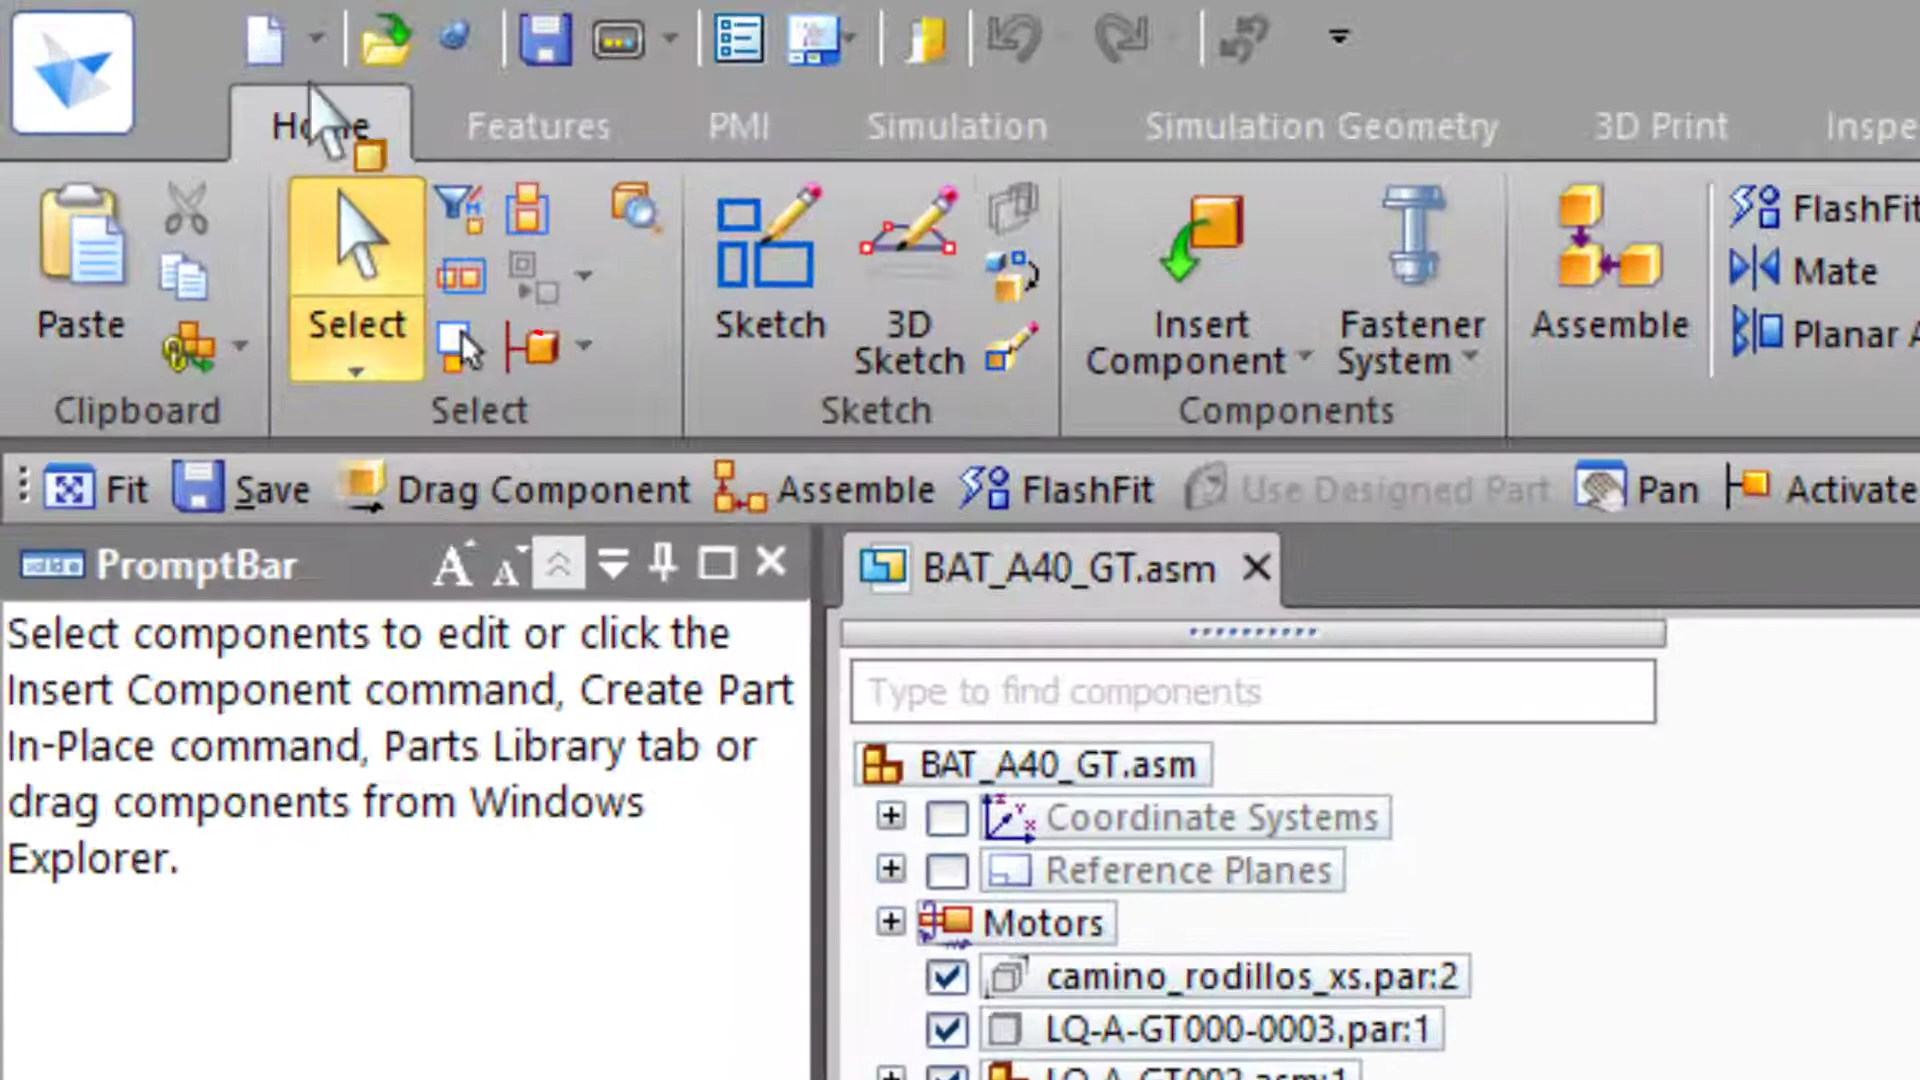 Home Features PMI Simulation Simulation Geometry 3D Print
Paste
Select
Sketch
3D
Sketch
Insert
Component
Fastener
System
Assemble
FlashFit
Mate
Planar
Clipboard Select Sketch Components
Fit Save Drag Component Assemble FlashFit Use Designed Part Pan Activate
PromptBar
Select components to edit or click the
Insert Component command, Create Part
In-Place command, Parts Library tab or
drag components from Windows
Explorer.
BAT_A40_GT.asm
Type to find components
BAT_A40_GT.asm
Coordinate Systems
Reference Planes
Motors
camino_rodillos_xs.par:2
LQ-A-GT000-0003.par:1